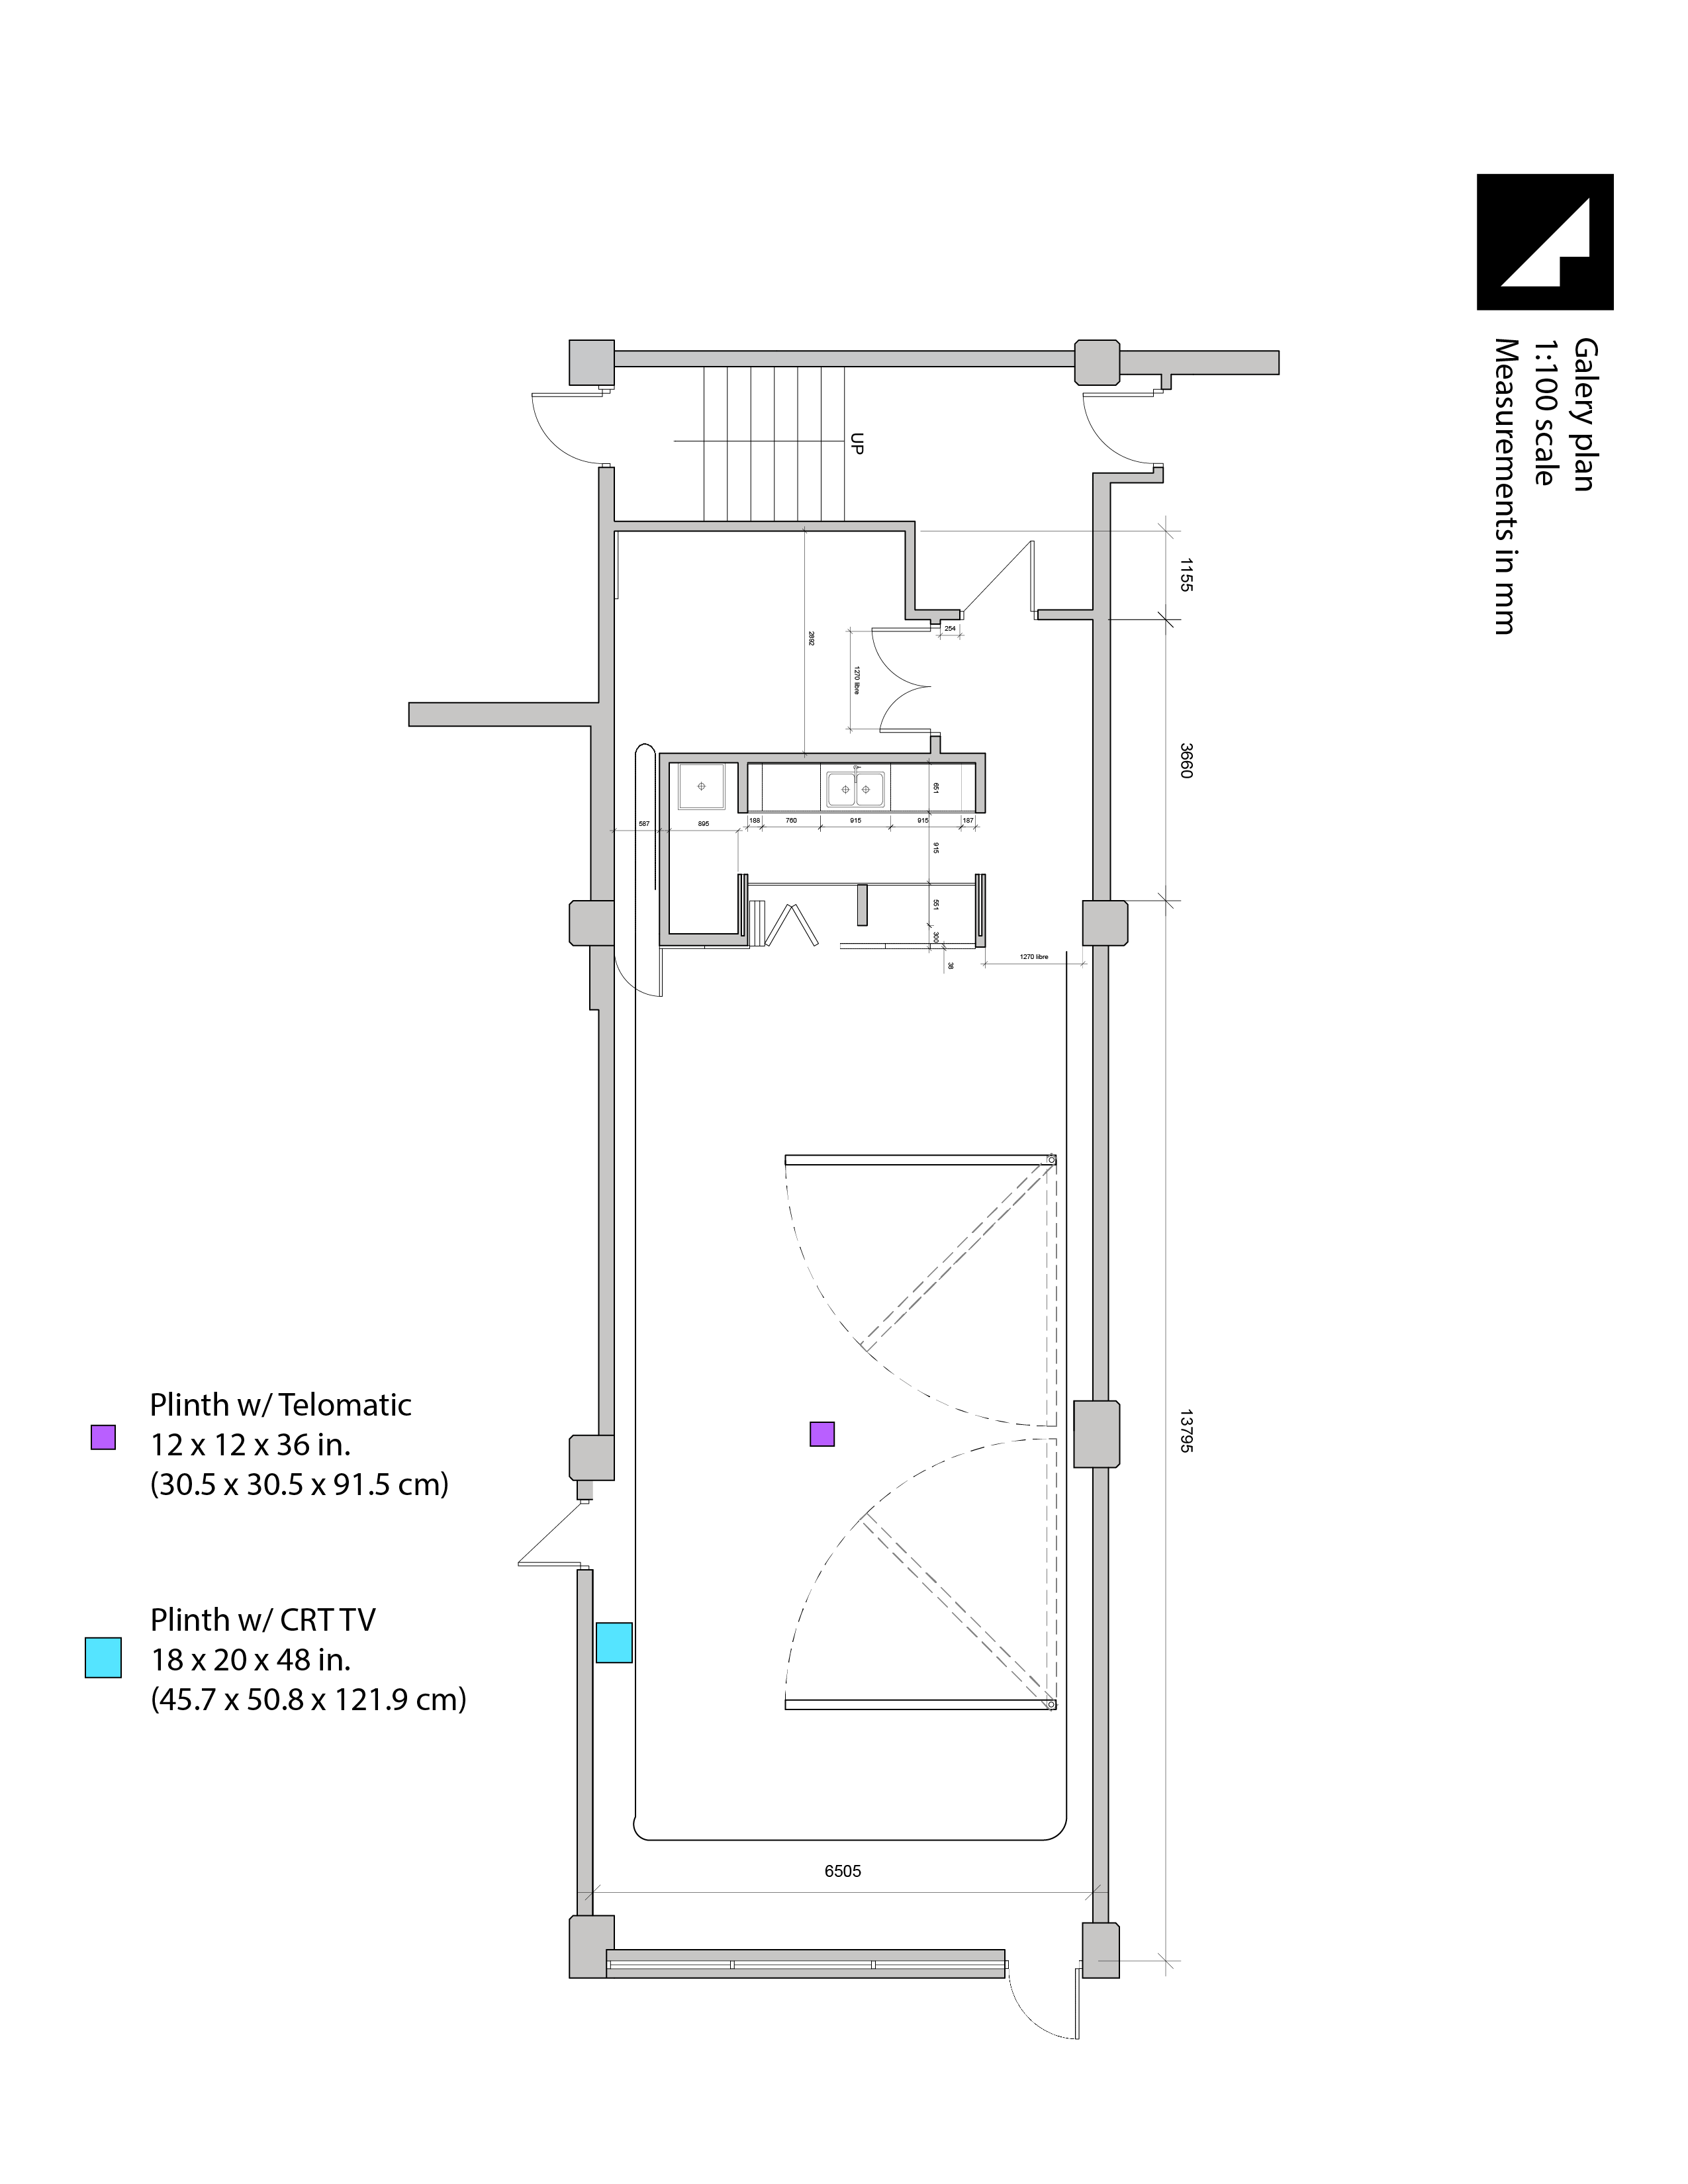 Galery plan
1:100 scale
Measurements in mm
UP
1155
254
2892
1270 libre
3660
651
587
895
188
760
915
915
187
915
551
300
38
1270 libre
13795
Plinth w/ Telomatic
12 x 12 x 36 in.
(30.5 x 30.5 x 91.5 cm)
Plinth w/ CRT TV
18 x 20 x 48 in.
(45.7 x 50.8 x 121.9 cm)
6505